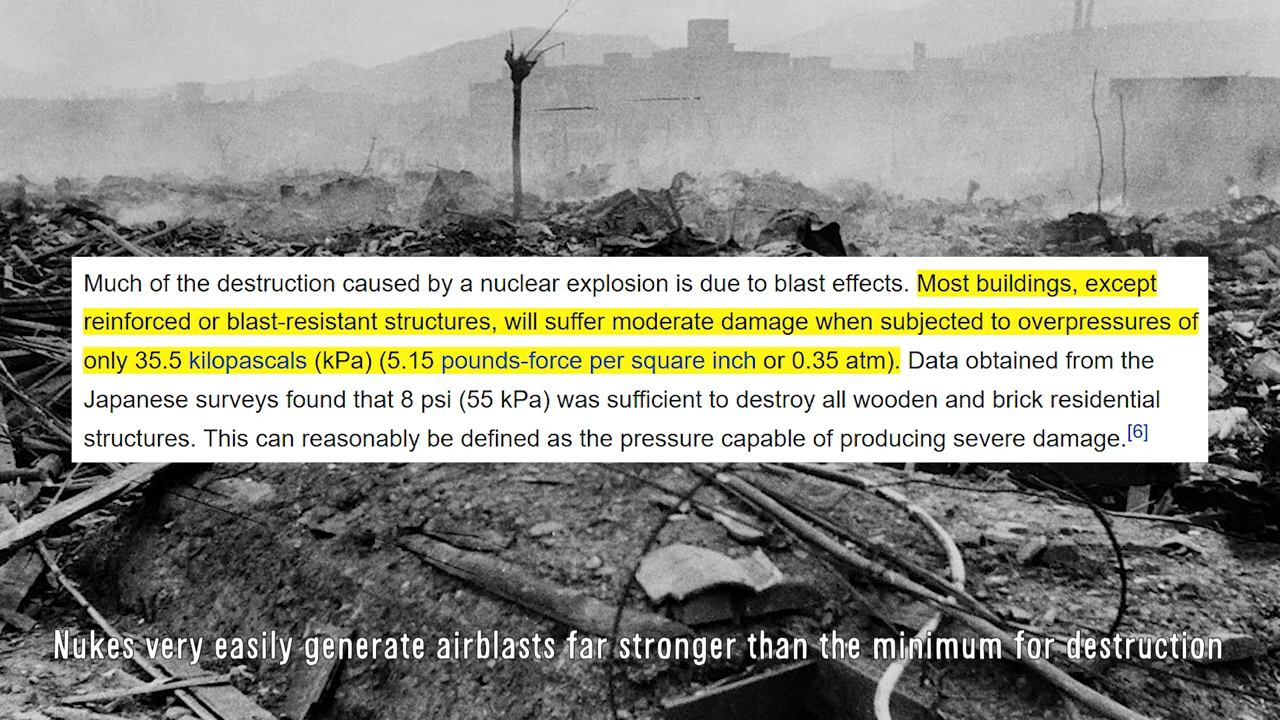 Much of the destruction caused by a nuclear explosion is due to blast effects. Most buildings, except
reinforced or blast-resistant structures, will suffer moderate damage when subjected to overpressures of
only 35.5 kilopascals (kPa) (5.15 pounds-force per square inch or 0.35 atm). Data obtained from the
Japanese surveys found that 8 psi (55 kPa) was sufficient to destroy all wooden and brick residential
structures. This can reasonably be defined as the pressure capable of producing severe damage.[6]
Nukes very easily generate airblasts far stronger than the minimum for destruction